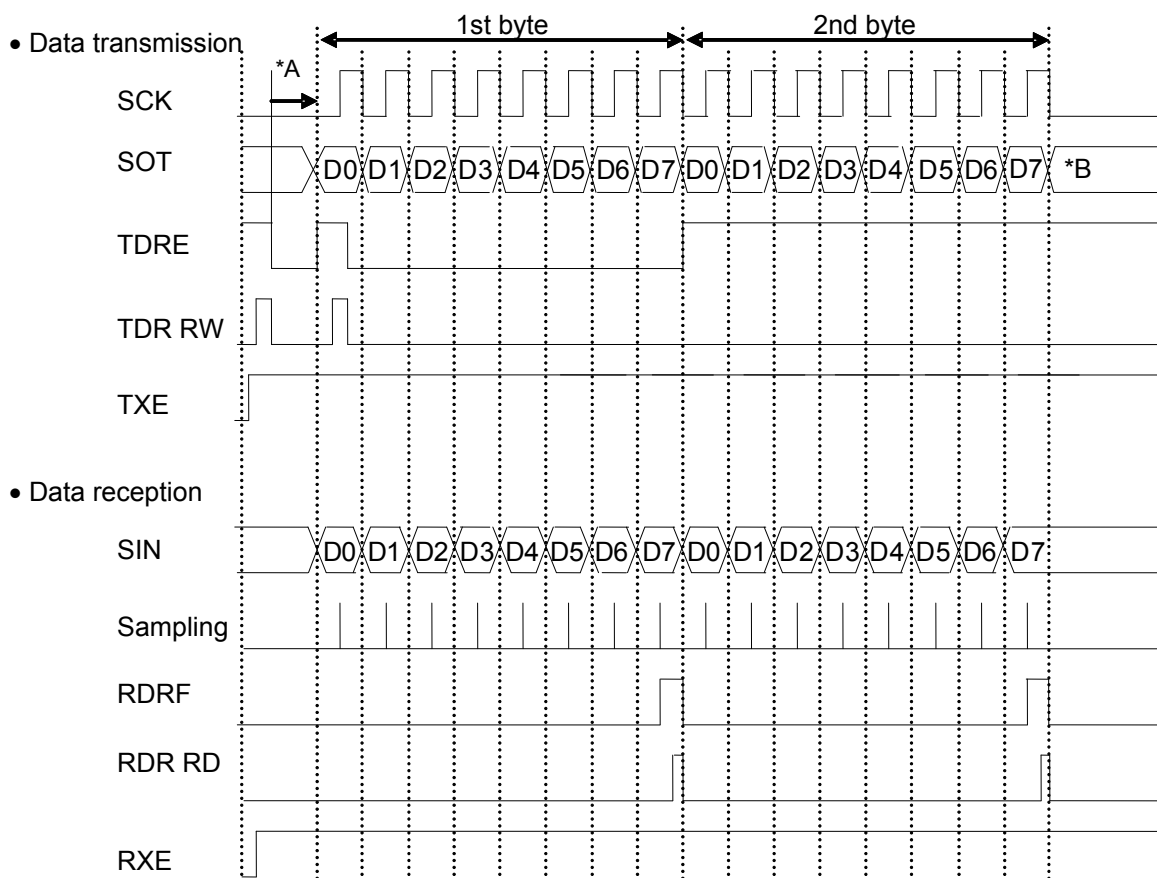 1st byte 2nd byte
• Data transmission
*A
SCK
SOT D0 D1 D2 D3 D4 D5 D6 D7 D0 D1 D2 D3 D4 D5 D6 D7 *B
TDRE
TDR RW
TXE
• Data reception
SIN D0 D1 D2 D3 D4 D5 D6 D7 D0 D1 D2 D3 D4 D5 D6 D7
Sampling
RDRF
RDR RD
RXE